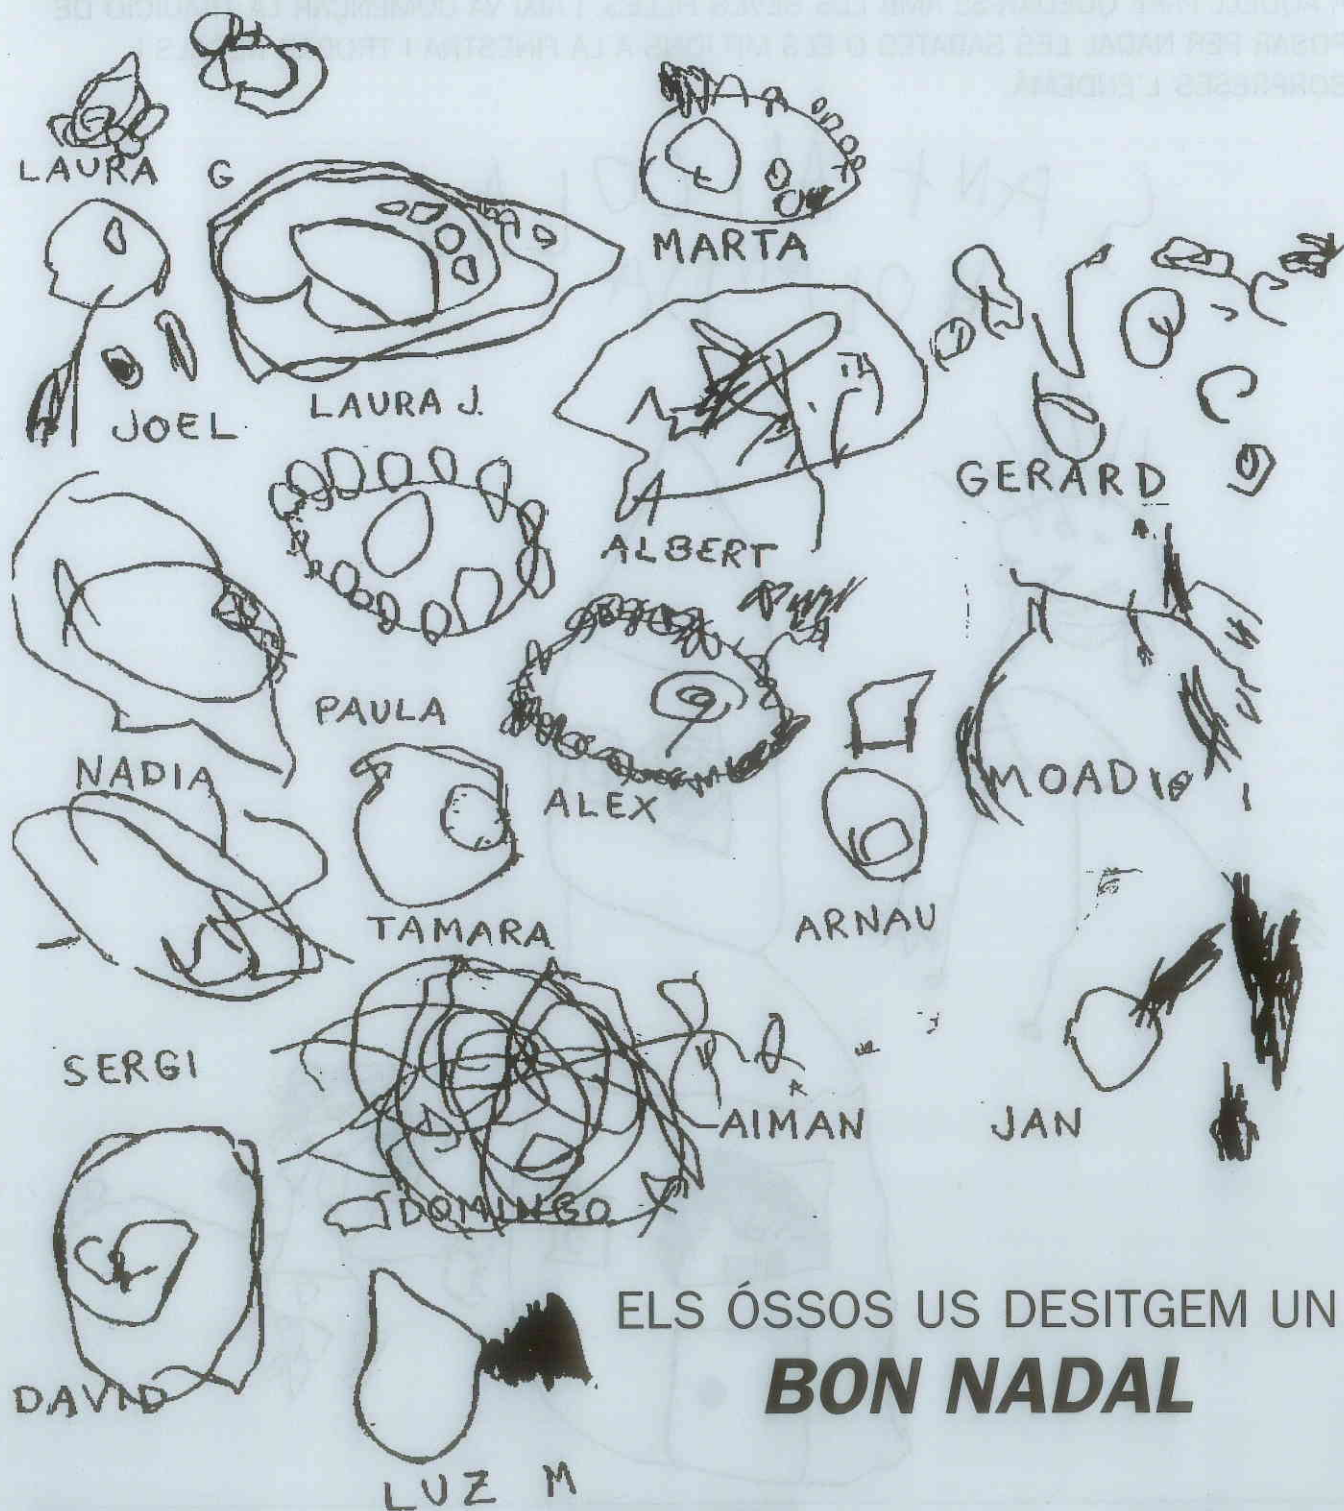 LAURA G
MARTA
JOEL
LAURA J.
GERARD
ALBERT
PAULA
NADIA
ALEX
MOAD
TAMARA
ARNAU
SERGI
AIMAN
JAN
DOMINGO
DAVID
ELS ÓSSOS US DESITGEM UN
BON NADAL
LUZ M